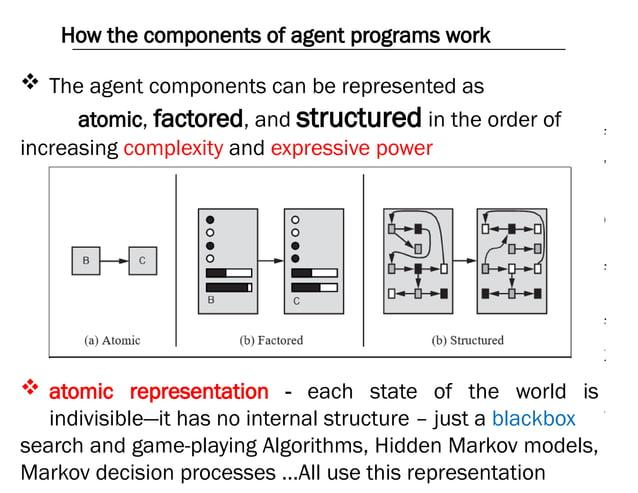 How the components of agent programs work
❖ The agent components can be represented as
atomic, factored, and structured in the order of
increasing complexity and expressive power
B C
B C
(a) Atomic (b) Factored (b) Structured
❖ atomic representation - each state of the world is
indivisible—it has no internal structure – just a blackbox
search and game-playing Algorithms, Hidden Markov models,
Markov decision processes ...All use this representation